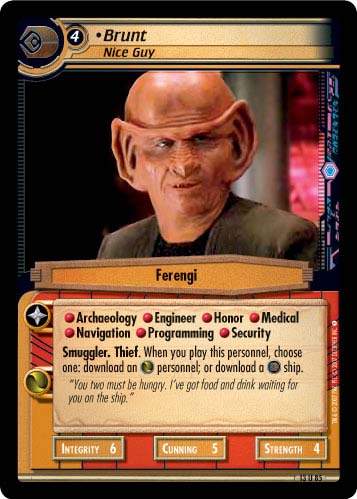 4
•Brunt
Nice Guy
Ferengi
•Archaeology •Engineer •Honor •Medical
•Navigation •Programming •Security
Smuggler. Thief. When you play this personnel, choose
one: download an personnel; or download a ship.
"You two must be hungry. I've got food and drink waiting for
you on the ship."
INTEGRITY 6 CUNNING 5 STRENGTH 4
13 U 85